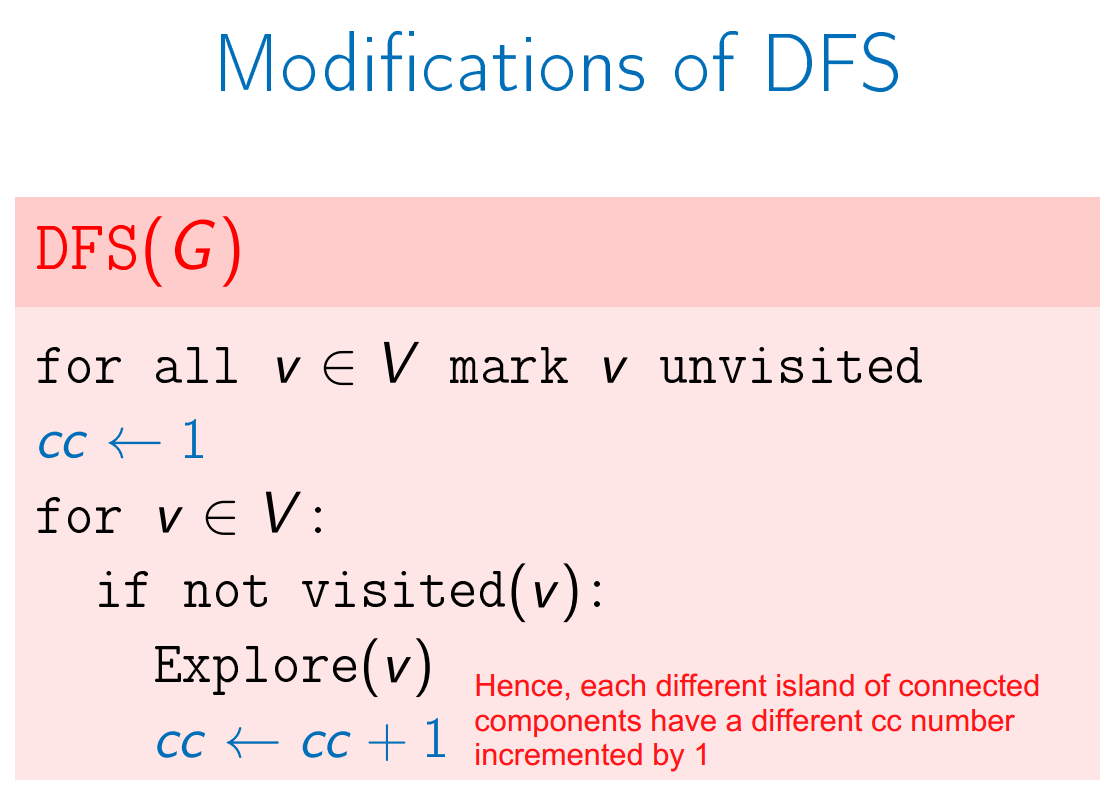 Modifications of DFS
DFS(G)
for all v ∈ V mark v unvisited
cc ← 1
for v ∈ V:
if not visited(v):
Explore(v)
cc ← cc + 1
Hence, each different island of connected
components have a different cc number
incremented by 1